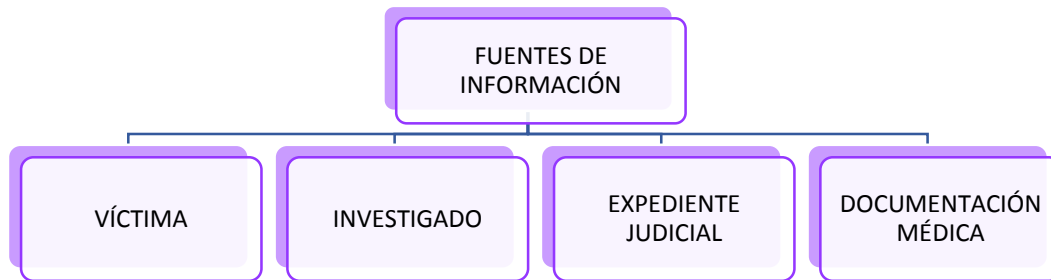 FUENTES DE
INFORMACIÓN
VÍCTIMA
INVESTIGADO
EXPEDIENTE
JUDICIAL
DOCUMENTACIÓN
MÉDICA